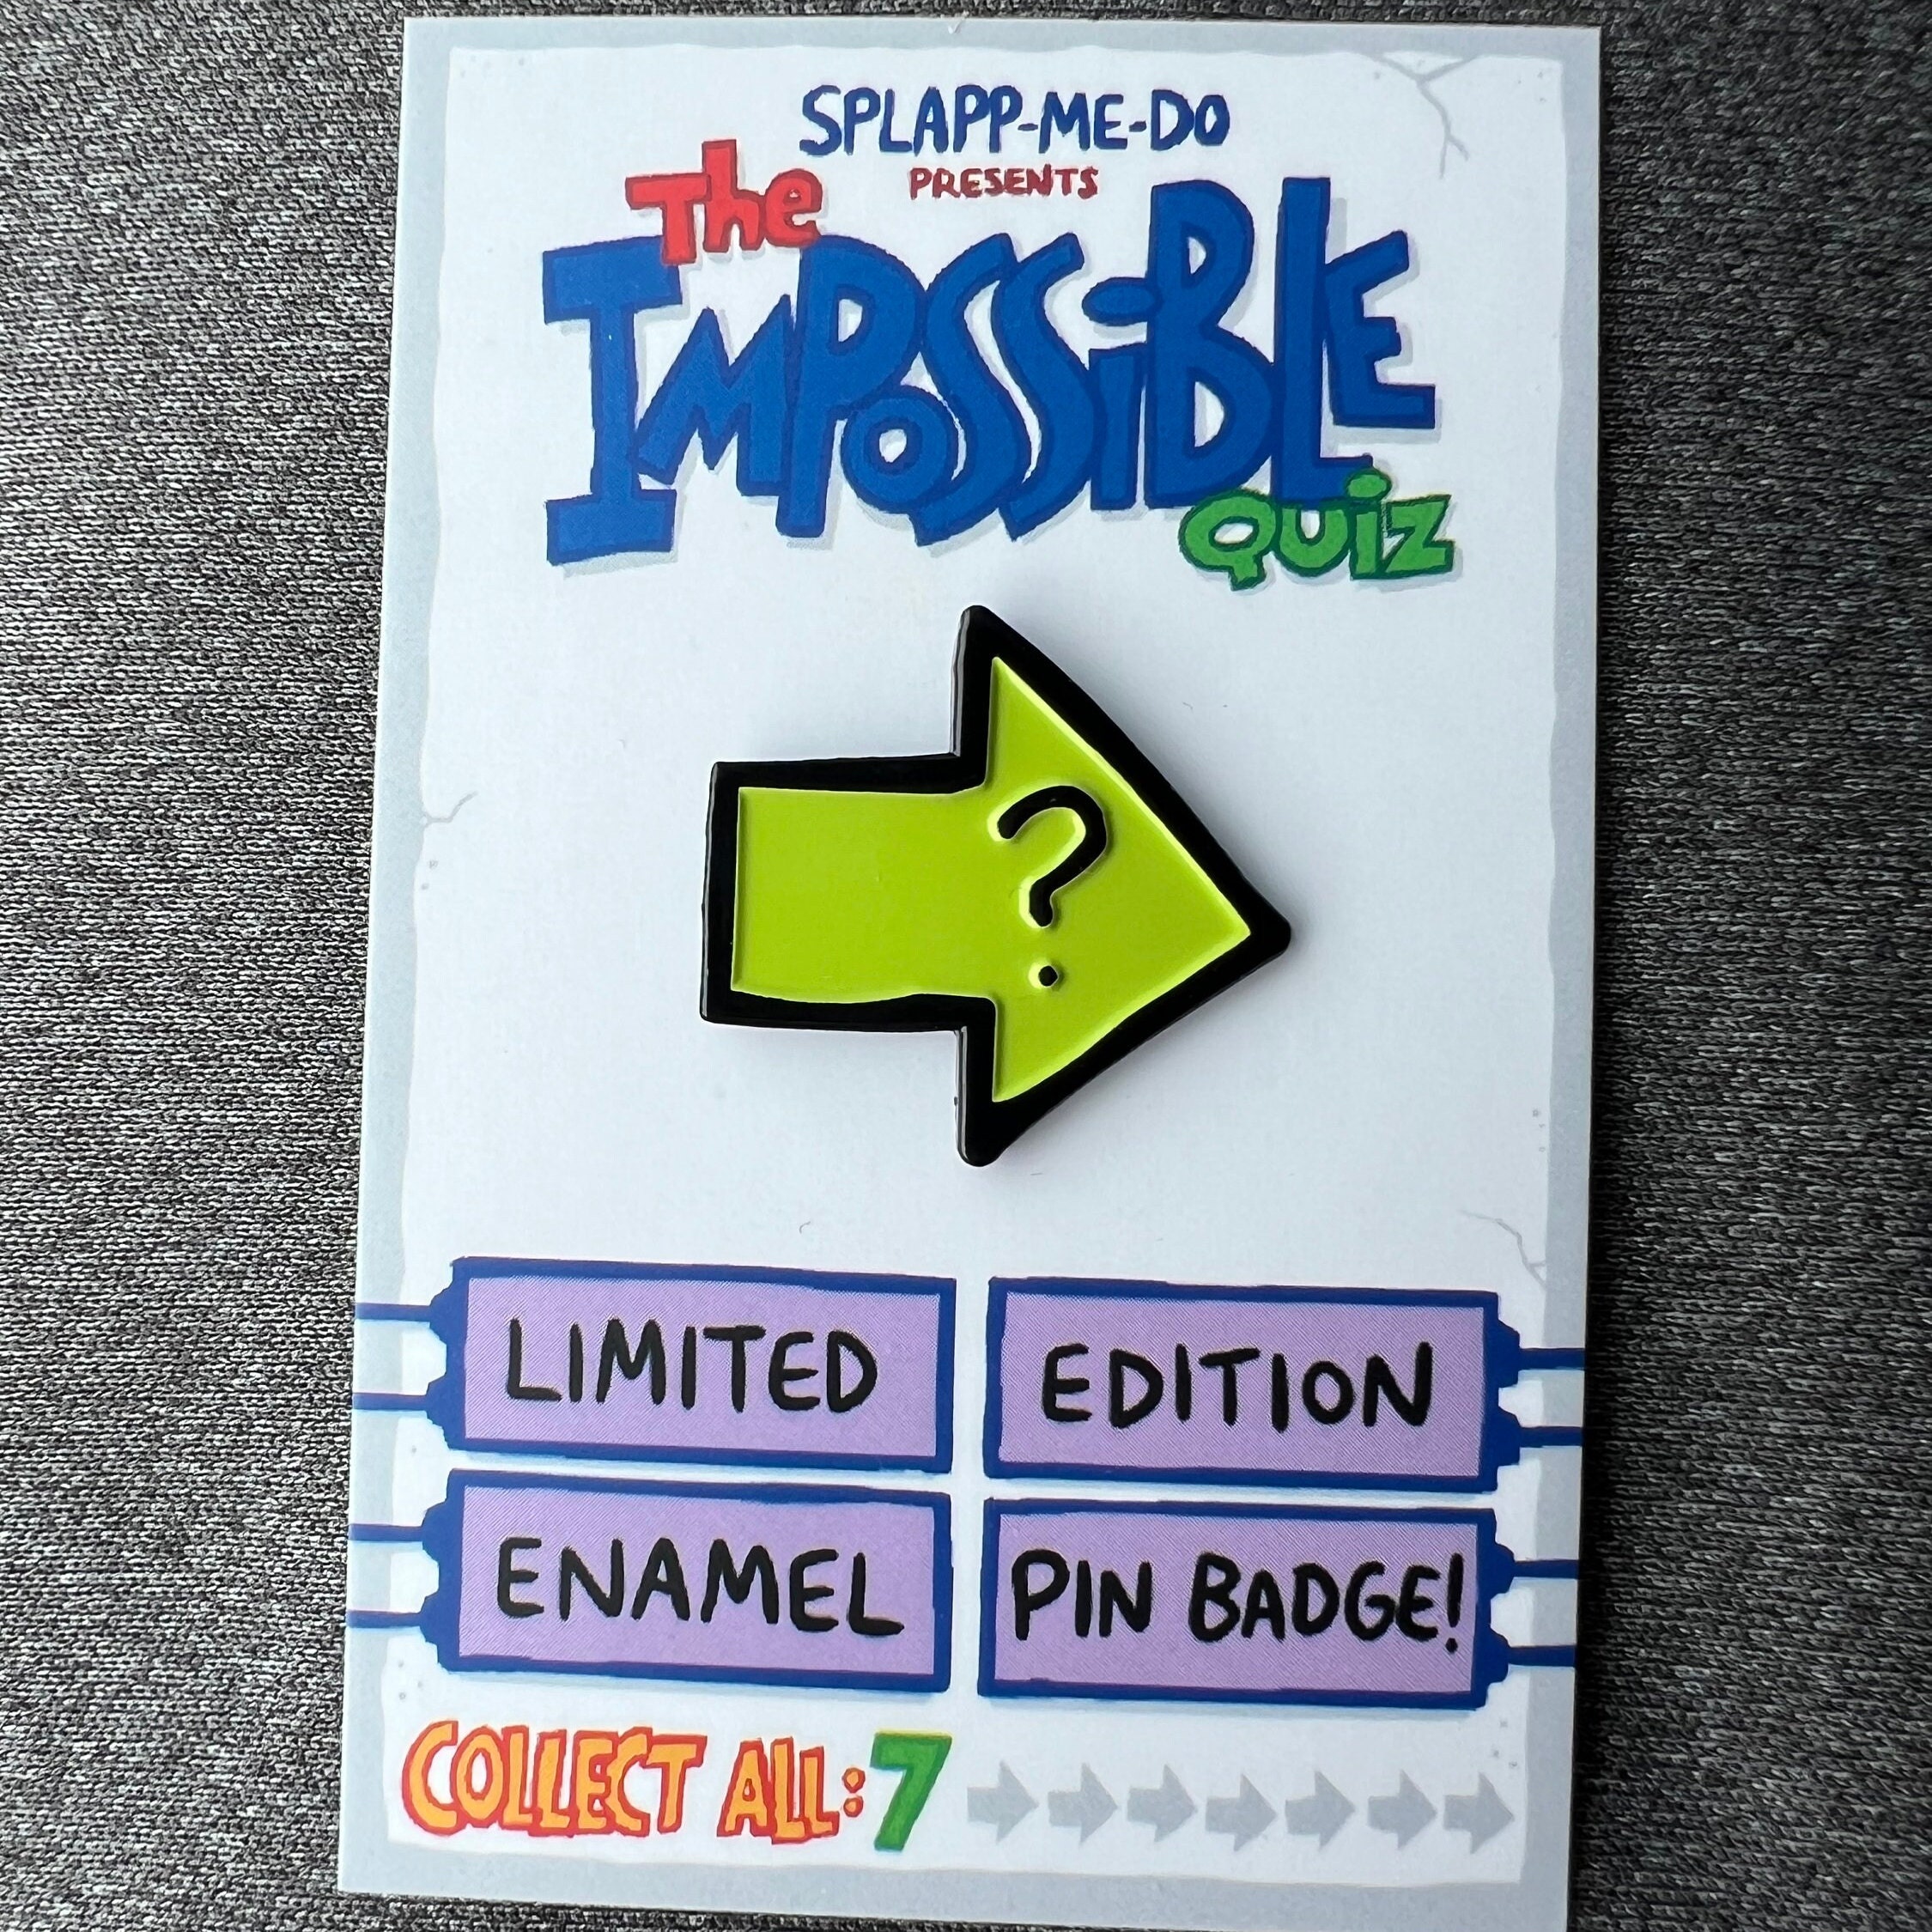 SPLAPP-ME-DO
PRESENTS
The
IMPOSSiBLE
QUiZ
?
LIMITED EDITION
ENAMEL PIN BADGE!
COLLECT ALL: 7